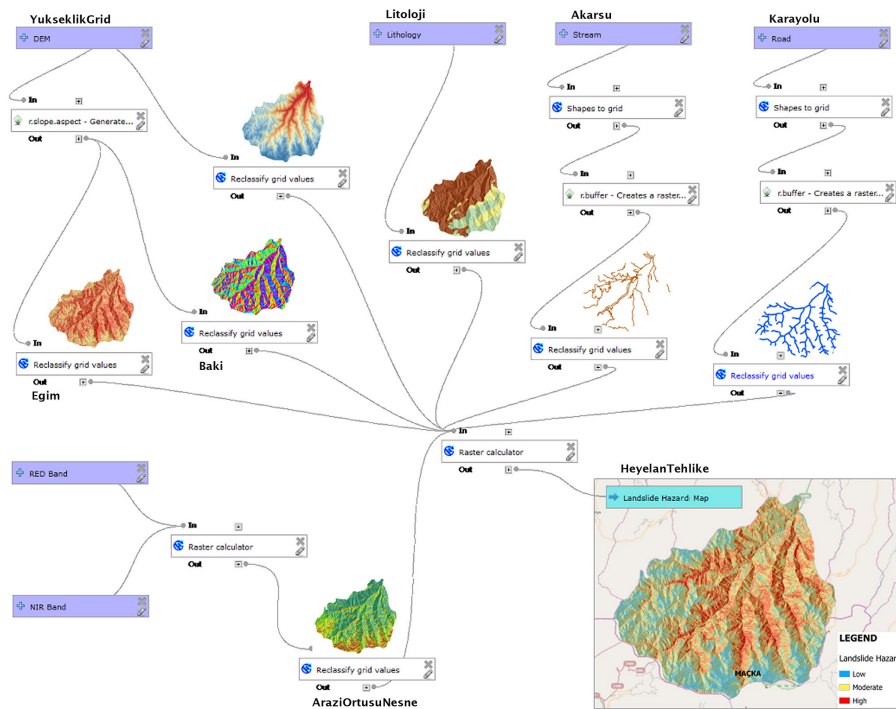 YukseklikGrid
Litoloji
Akarsu
Karayolu
DEM
Lithology
Stream
Road
In
In
In
r.slope.aspect - Generate...
Out
Shapes to grid
Out
Shapes to grid
Out
In
Reclassify grid values
Out
In
r.buffer - Creates a raster...
Out
In
r.buffer - Creates a raster...
Out
In
Reclassify grid values
Out
In
Reclassify grid values
Out
Baki
In
Reclassify grid values
Out
Egim
In
Reclassify grid values
Out
In
Reclassify grid values
Out
In
Raster calculator
Out
RED Band
NIR Band
In
Raster calculator
Out
Reclassify grid values
Out
AraziOrtusuNesne
HeyelanTehlike
Landslide Hazard Map
MAÇKA
LEGEND
Landslide Hazar
Low
Moderate
High